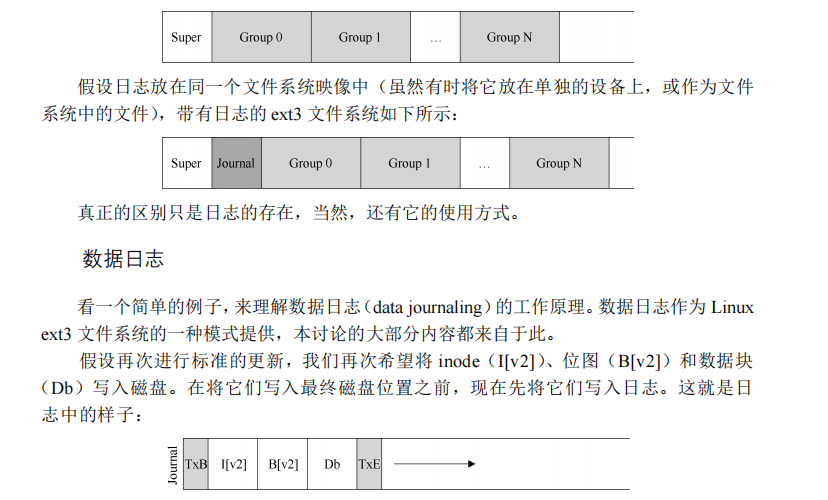 Super Group 0 Group 1 … Group N
假设日志放在同一个文件系统映像中（虽然有时将它放在单独的设备上，或作为文件
系统中的文件），带有日志的 ext3 文件系统如下所示：
Super Journal Group 0 Group 1 … Group N
真正的区别只是日志的存在，当然，还有它的使用方式。
数据日志
看一个简单的例子，来理解数据日志（data journaling）的工作原理。数据日志作为 Linux
ext3 文件系统的一种模式提供，本讨论的大部分内容都来自于此。
假设再次进行标准的更新，我们再次希望将 inode（I[v2]）、位图（B[v2]）和数据块
（Db）写入磁盘。在将它们写入最终磁盘位置之前，现在先将它们写入日志。这就是日
志中的样子：
Journal TxB I[v2] B[v2] Db TxE